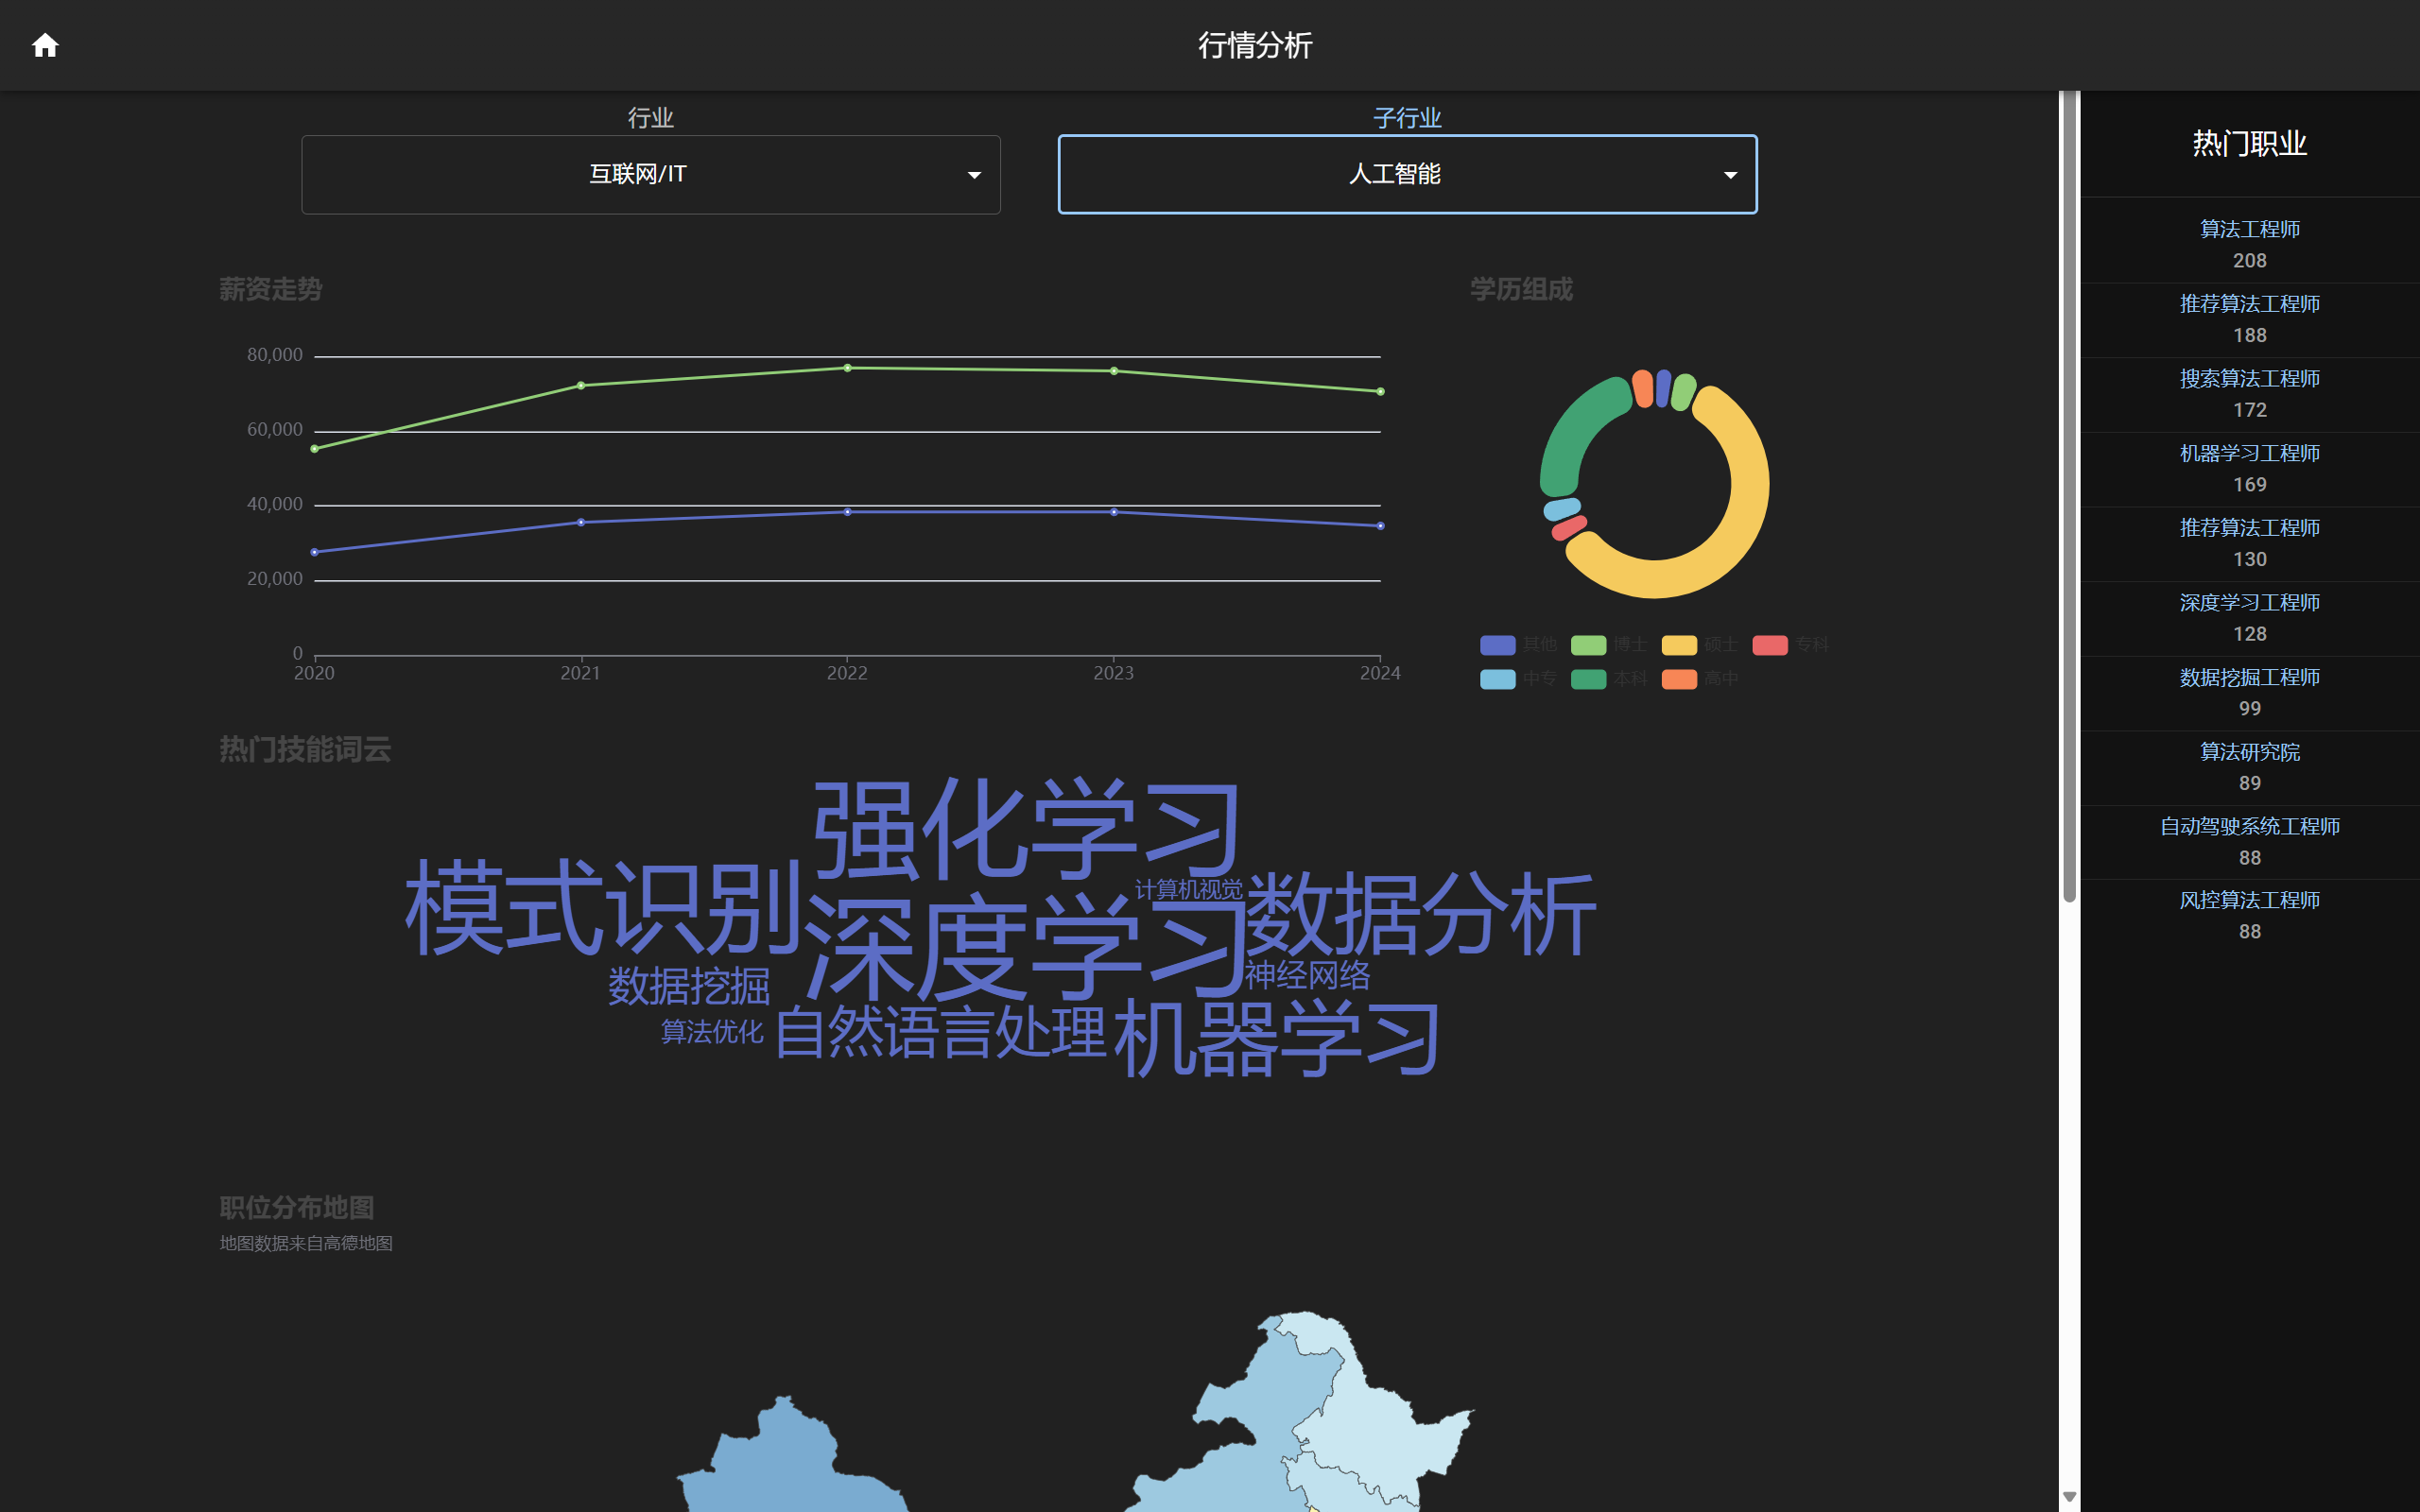 行情分析
行业
互联网/IT
子行业
人工智能
薪资走势
80,000
60,000
40,000
20,000
0
2020 2021 2022 2023 2024
学历组成
其他 博士 硕士 专科
中专 本科 高中
热门技能词云
强化学习
模式识别
计算机视觉
数据分析
深度学习
数据挖掘
神经网络
算法优化
自然语言处理
机器学习
职位分布地图
地图数据来自高德地图
热门职业
算法工程师
208
推荐算法工程师
188
搜索算法工程师
172
机器学习工程师
169
推荐算法工程师
130
深度学习工程师
128
数据挖掘工程师
99
算法研究院
89
自动驾驶系统工程师
88
风控算法工程师
88